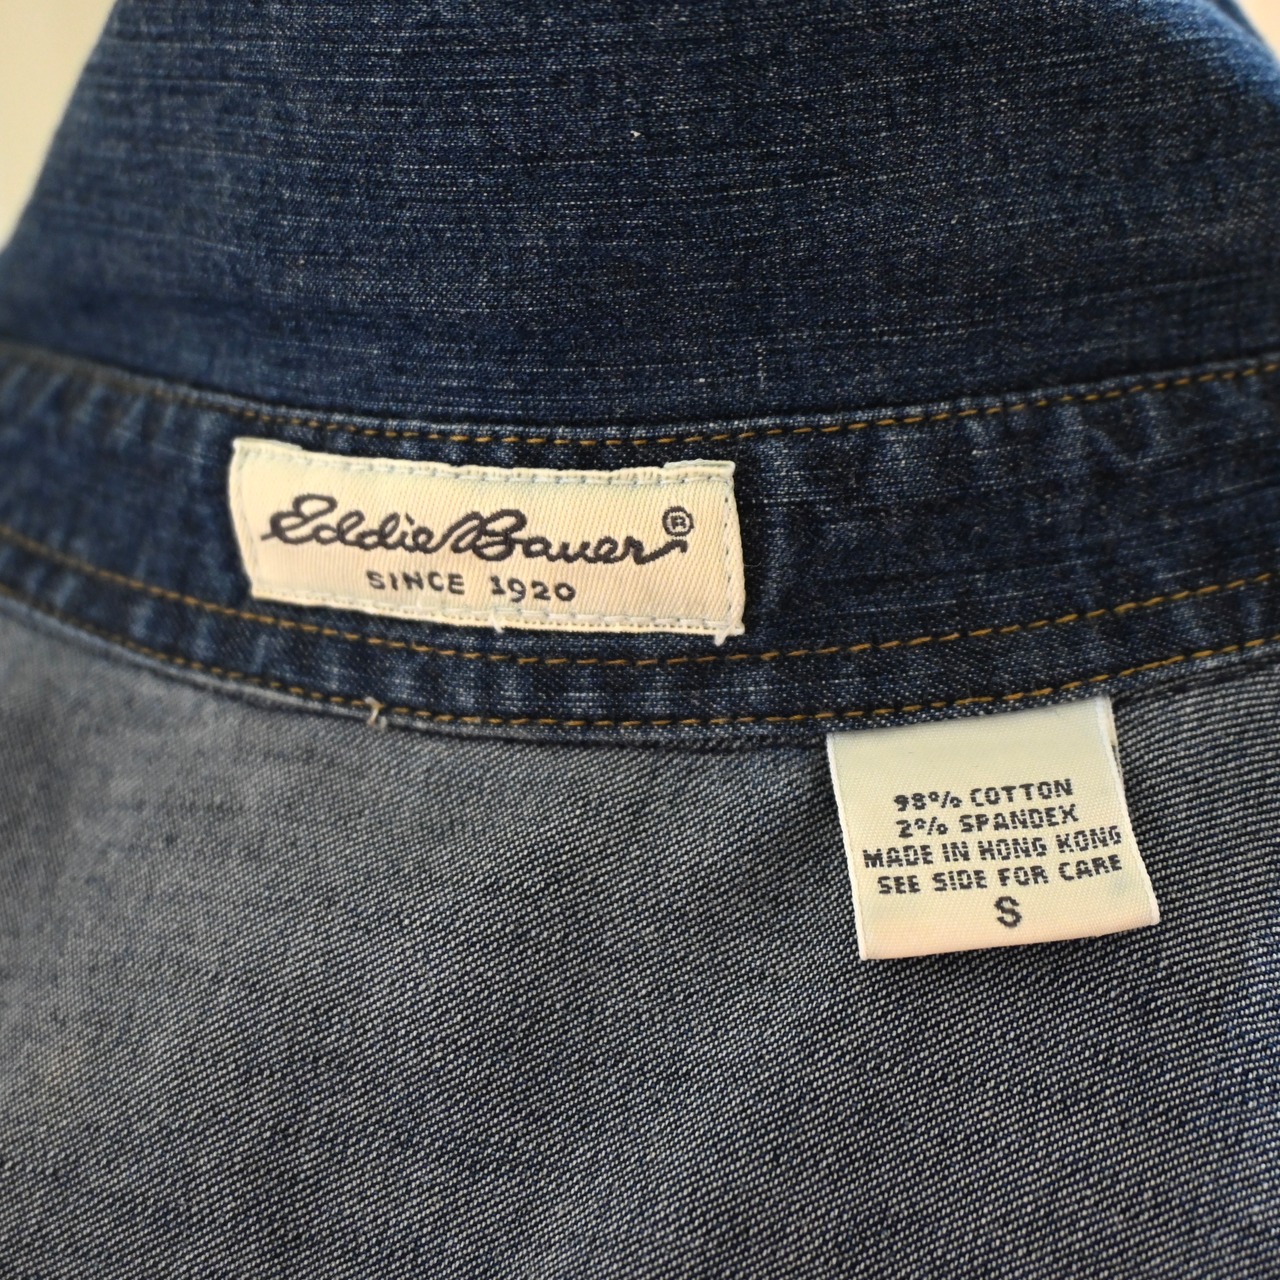 Eddie Bauer®
SINCE 1920
98% COTTON
2% SPANDEX
MADE IN HONG KONG
SEE SIDE FOR CARE
S